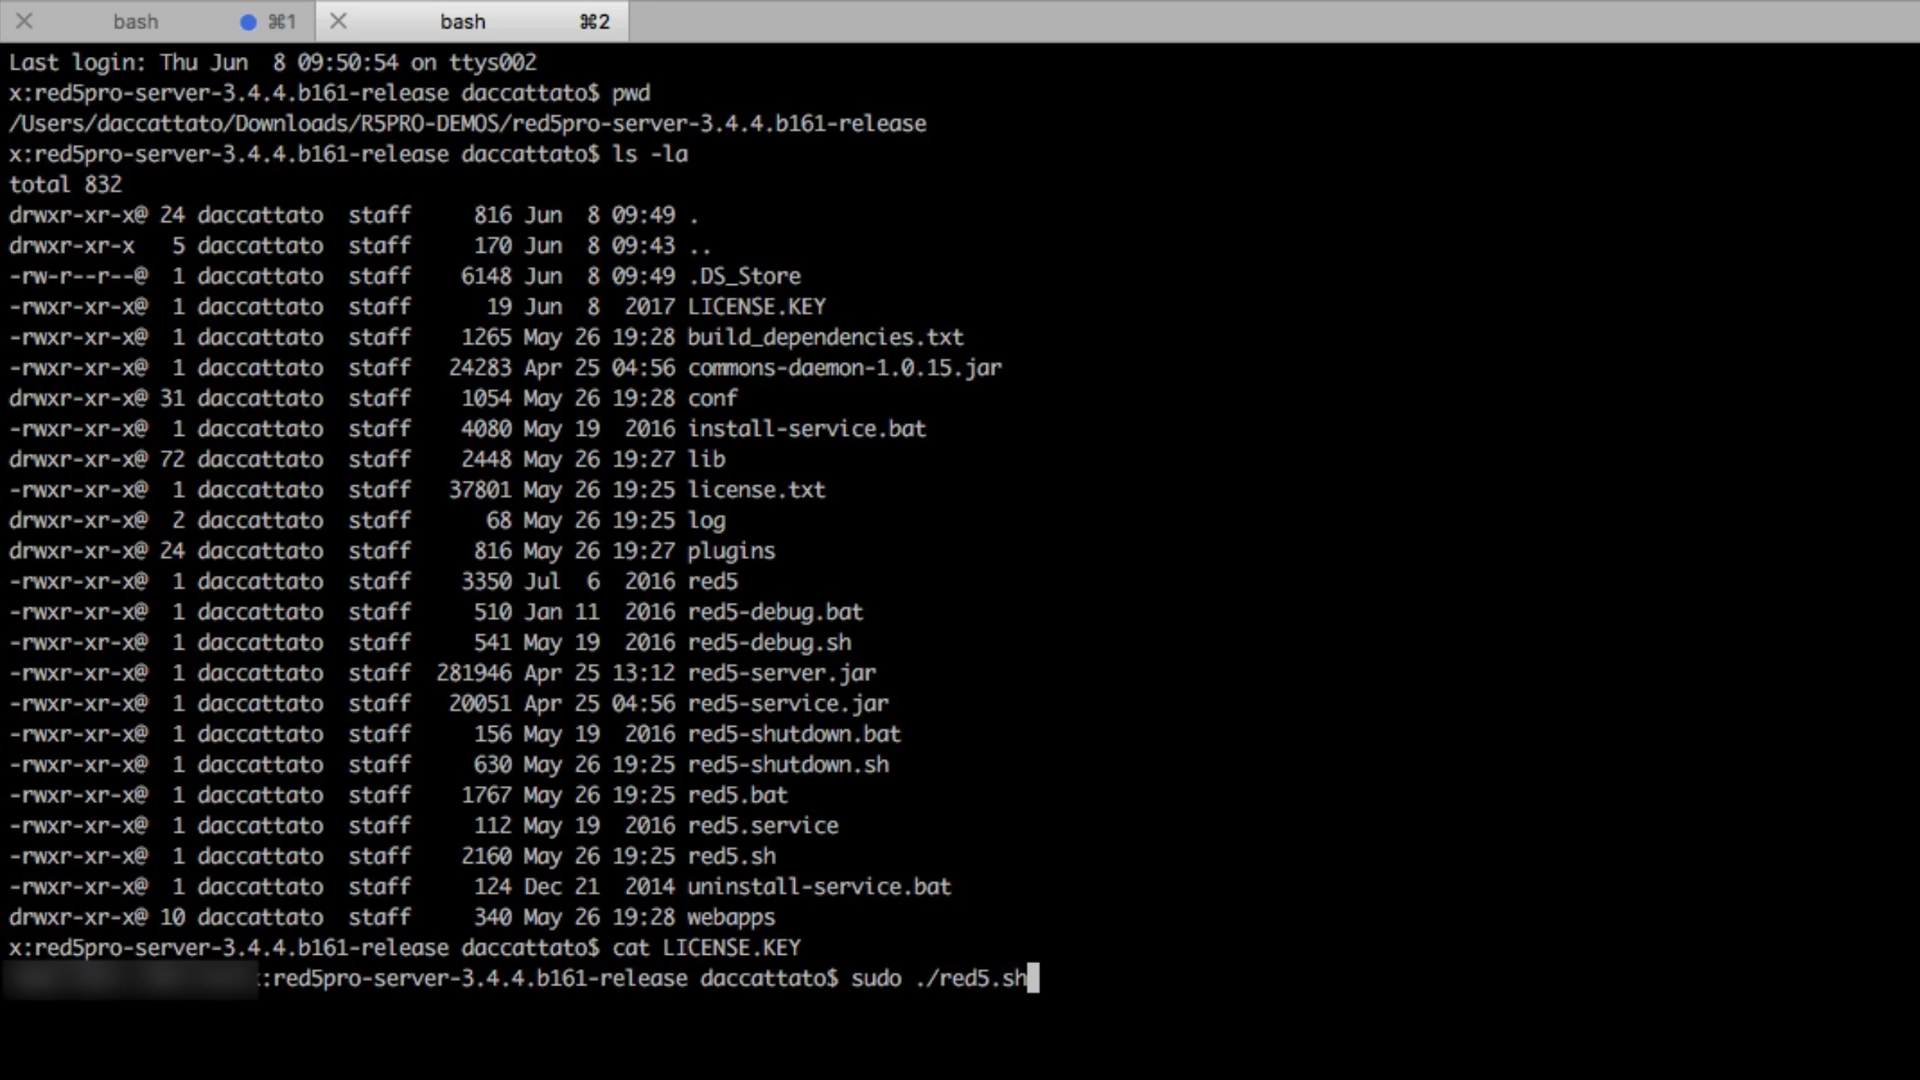 bash ⌘1 bash ⌘2
Last login: Thu Jun  8 09:50:54 on ttys002
x:red5pro-server-3.4.4.b161-release daccattato$ pwd
/Users/daccattato/Downloads/R5PRO-DEMOS/red5pro-server-3.4.4.b161-release
x:red5pro-server-3.4.4.b161-release daccattato$ ls -la
total 832
drwxr-xr-x@ 24 daccattato  staff     816 Jun  8 09:49 .
drwxr-xr-x   5 daccattato  staff     170 Jun  8 09:43 ..
-rw-r--r--@  1 daccattato  staff    6148 Jun  8 09:49 .DS_Store
-rwxr-xr-x@  1 daccattato  staff      19 Jun  8  2017 LICENSE.KEY
-rwxr-xr-x@  1 daccattato  staff    1265 May 26 19:28 build_dependencies.txt
-rwxr-xr-x@  1 daccattato  staff   24283 Apr 25 04:56 commons-daemon-1.0.15.jar
drwxr-xr-x@ 31 daccattato  staff    1054 May 26 19:28 conf
-rwxr-xr-x@  1 daccattato  staff    4080 May 19  2016 install-service.bat
drwxr-xr-x@ 72 daccattato  staff    2448 May 26 19:27 lib
-rwxr-xr-x@  1 daccattato  staff   37801 May 26 19:25 license.txt
drwxr-xr-x@  2 daccattato  staff      68 May 26 19:25 log
drwxr-xr-x@ 24 daccattato  staff     816 May 26 19:27 plugins
-rwxr-xr-x@  1 daccattato  staff    3350 Jul  6  2016 red5
-rwxr-xr-x@  1 daccattato  staff     510 Jan 11  2016 red5-debug.bat
-rwxr-xr-x@  1 daccattato  staff     541 May 19  2016 red5-debug.sh
-rwxr-xr-x@  1 daccattato  staff  281946 Apr 25 13:12 red5-server.jar
-rwxr-xr-x@  1 daccattato  staff   20051 Apr 25 04:56 red5-service.jar
-rwxr-xr-x@  1 daccattato  staff     156 May 19  2016 red5-shutdown.bat
-rwxr-xr-x@  1 daccattato  staff     630 May 26 19:25 red5-shutdown.sh
-rwxr-xr-x@  1 daccattato  staff    1767 May 26 19:25 red5.bat
-rwxr-xr-x@  1 daccattato  staff     112 May 19  2016 red5.service
-rwxr-xr-x@  1 daccattato  staff    2160 May 26 19:25 red5.sh
-rwxr-xr-x@  1 daccattato  staff     124 Dec 21  2014 uninstall-service.bat
drwxr-xr-x@ 10 daccattato  staff     340 May 26 19:28 webapps
x:red5pro-server-3.4.4.b161-release daccattato$ cat LICENSE.KEY
:red5pro-server-3.4.4.b161-release daccattato$ sudo ./red5.sh